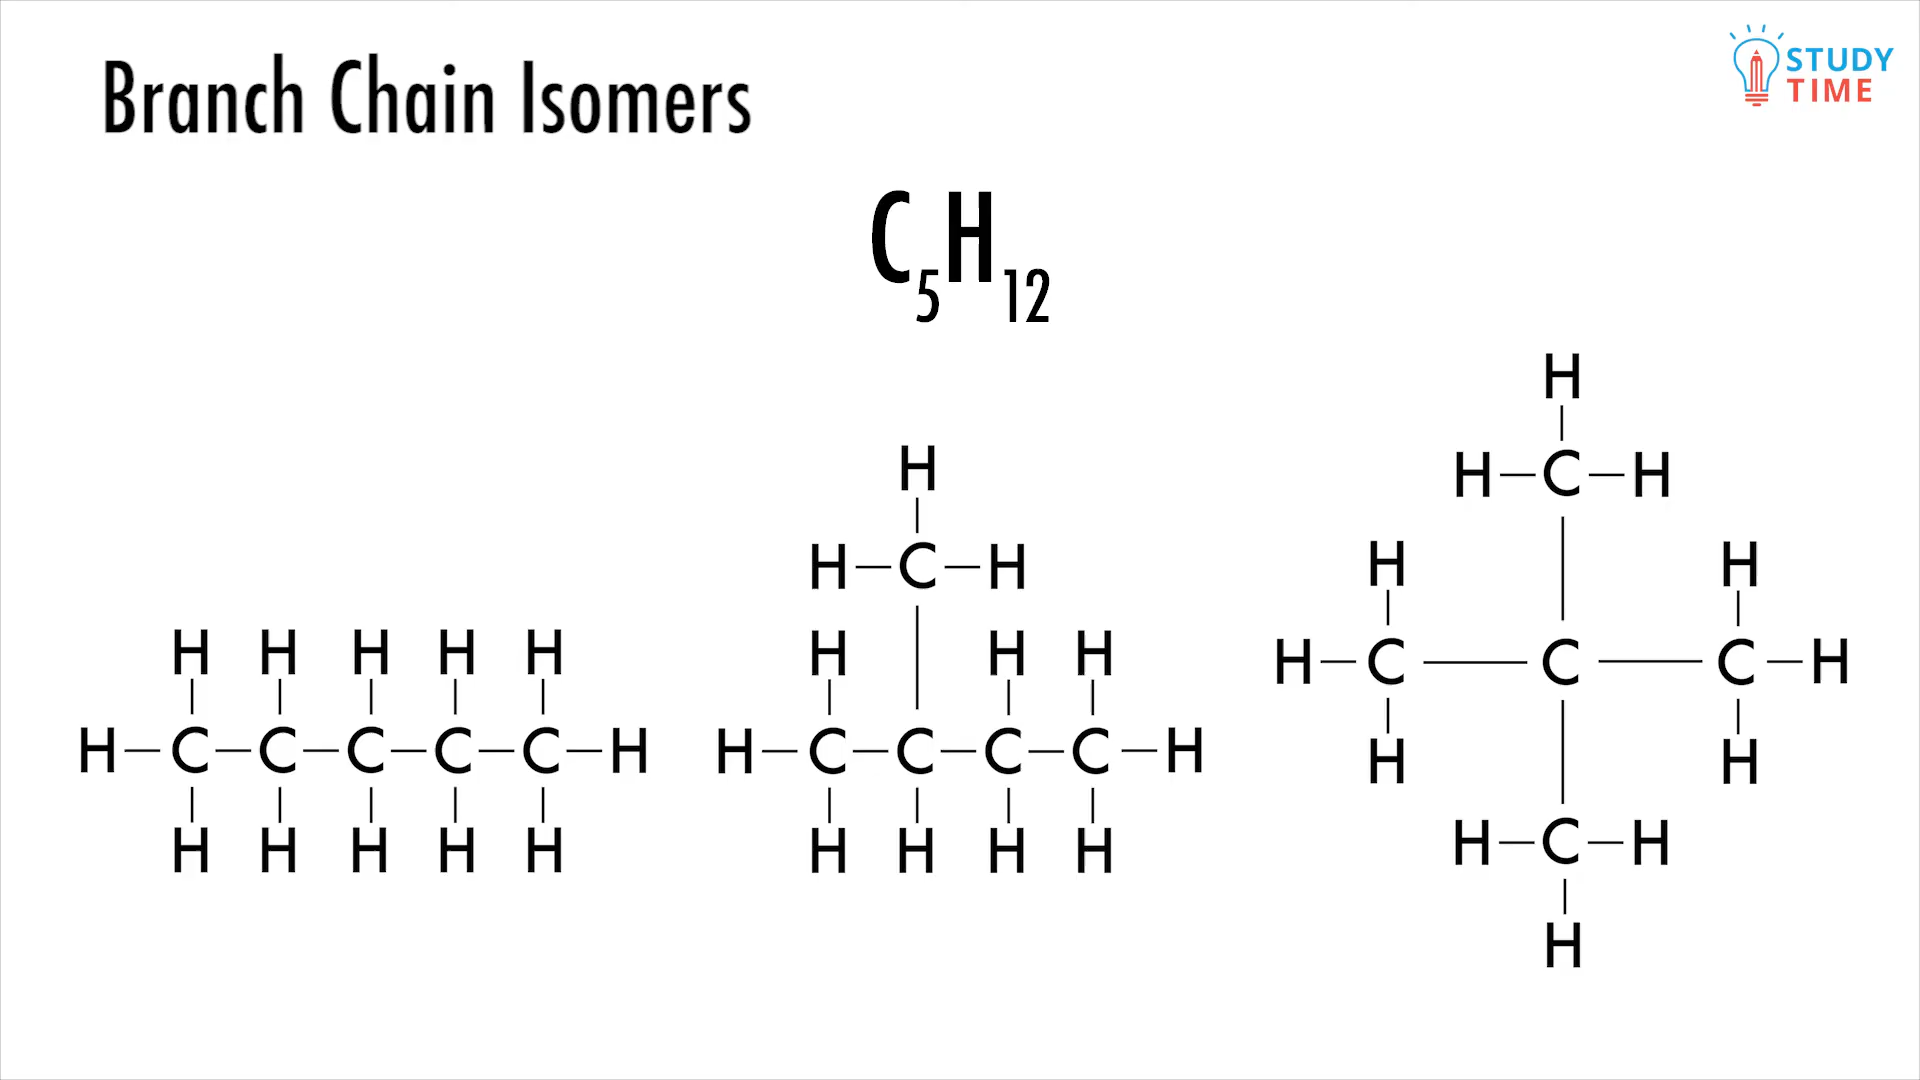 Branch Chain Isomers
STUDY
TIME
C5H12
H
H-C-H
H
H-C-H
H H
H H H H H H H H
H-C-C-C-H
H-C-C-C-C-C-H H-C-C-C-C-H
H H
H-C-H
H H H H H H H H H
H